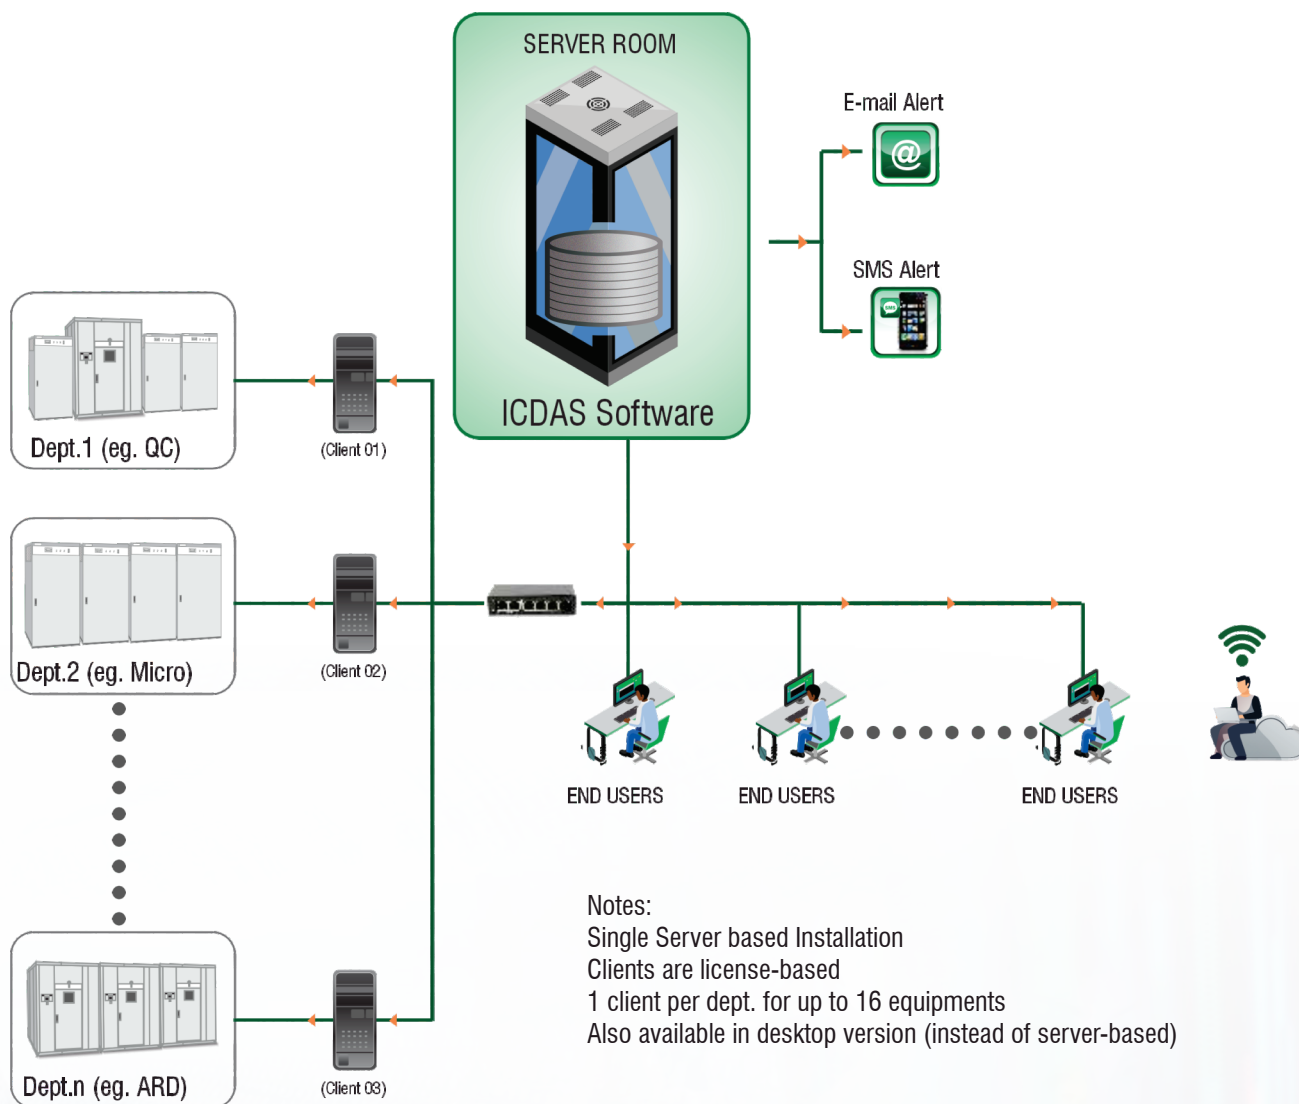 SERVER ROOM
E-mail Alert
@
SMS Alert
SMS
ICDAS Software
Dept.1 (eg. QC)
(Client 01)
Dept.2 (eg. Micro)
(Client 02)
END USERS
END USERS
END USERS
Notes:
Single Server based Installation
Clients are license-based
1 client per dept. for up to 16 equipments
Also available in desktop version (instead of server-based)
Dept.n (eg. ARD)
(Client 03)